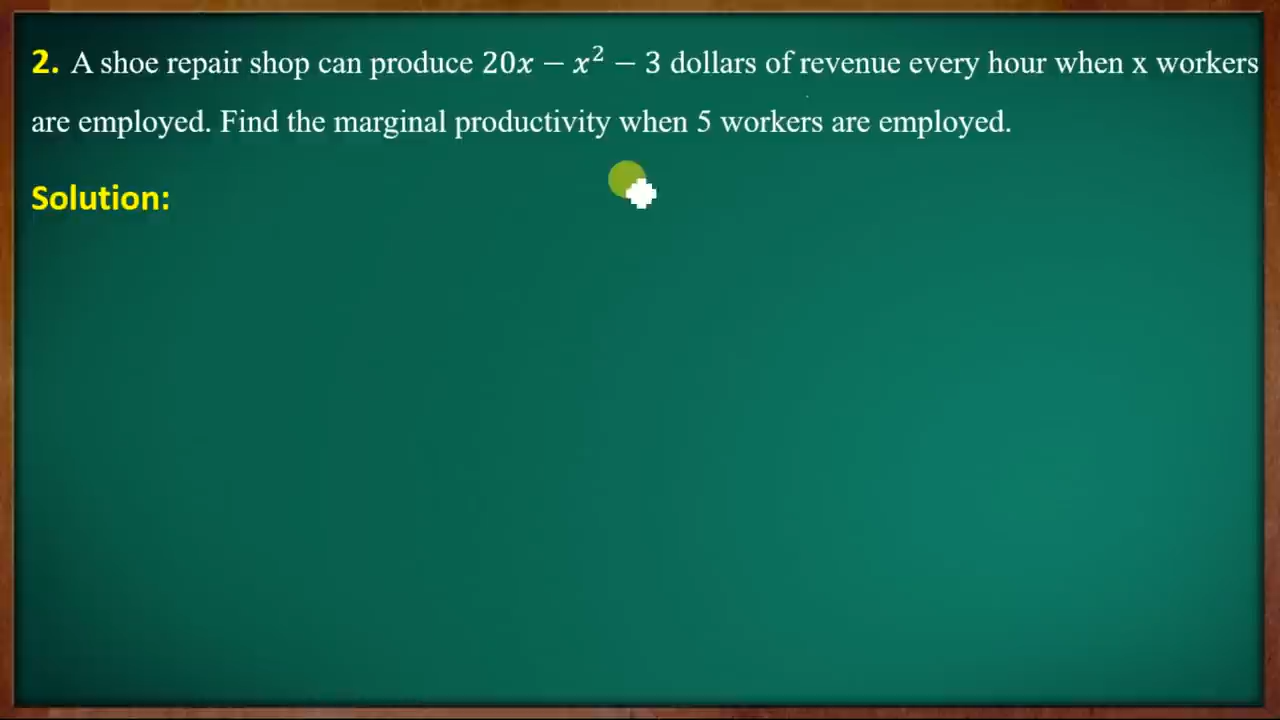 2. A shoe repair shop can produce 20𝑥 − 𝑥² − 3 dollars of revenue every hour when x workers
are employed. Find the marginal productivity when 5 workers are employed.
Solution: